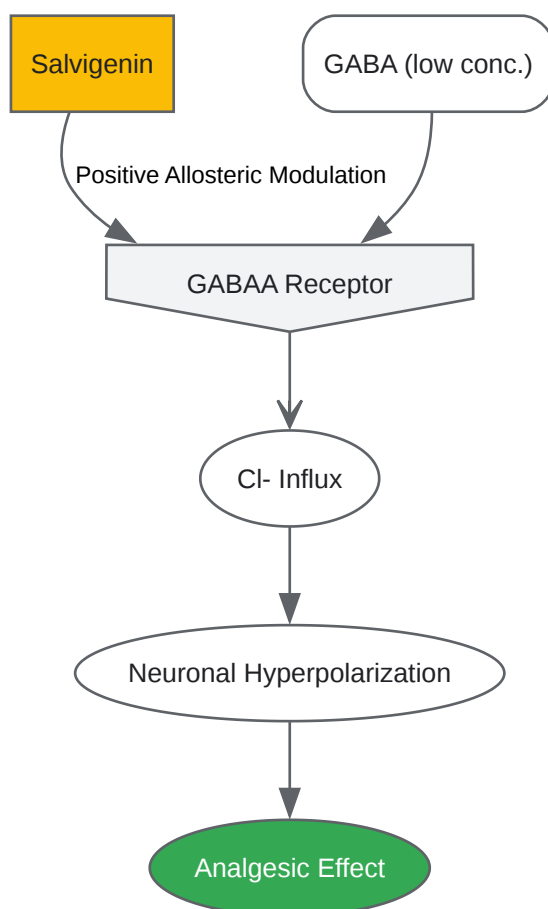 Salvigenin
GABA (low conc.)
Positive Allosteric Modulation
GABAA Receptor
Cl- Influx
Neuronal Hyperpolarization
Analgesic Effect